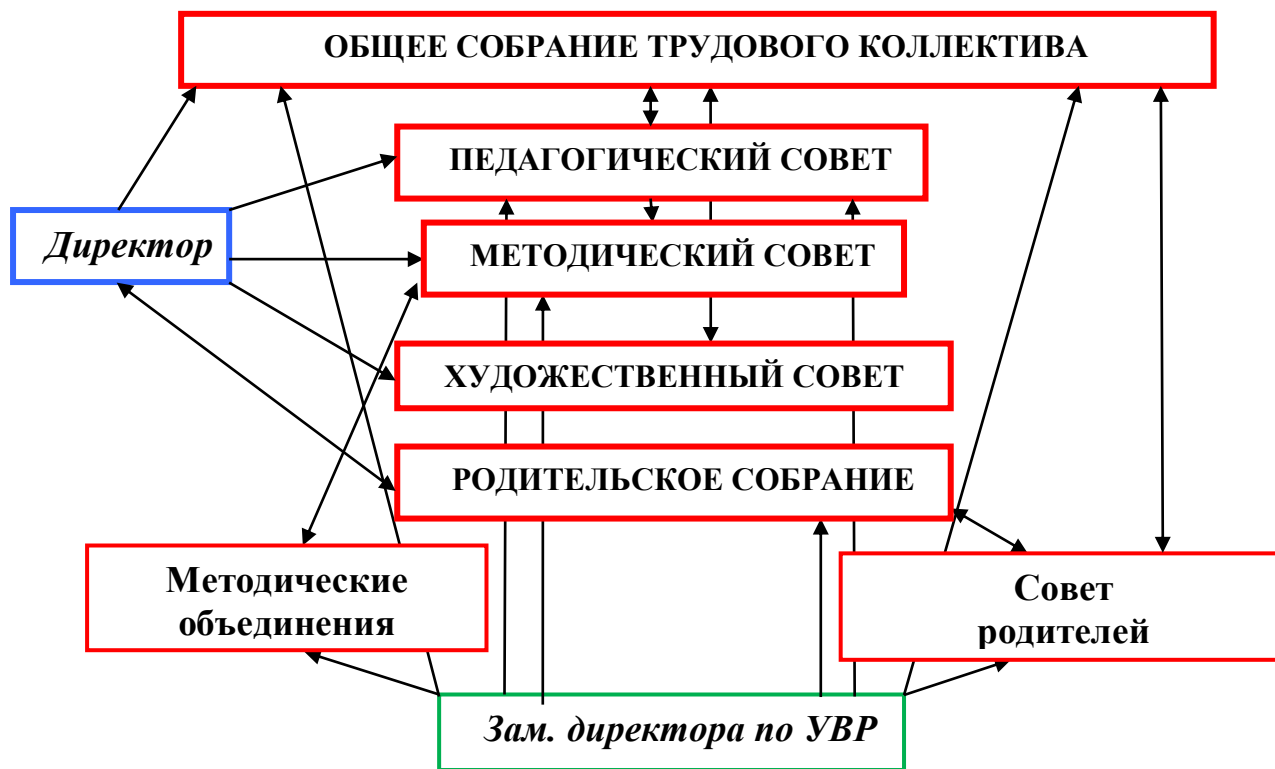 ОБЩЕЕ СОБРАНИЕ ТРУДОВОГО КОЛЛЕКТИВА
ПЕДАГОГИЧЕСКИЙ СОВЕТ
Директор
МЕТОДИЧЕСКИЙ СОВЕТ
ХУДОЖЕСТВЕННЫЙ СОВЕТ
РОДИТЕЛЬСКОЕ СОБРАНИЕ
Методические
объединения
Совет
родителей
Зам. директора по УВР